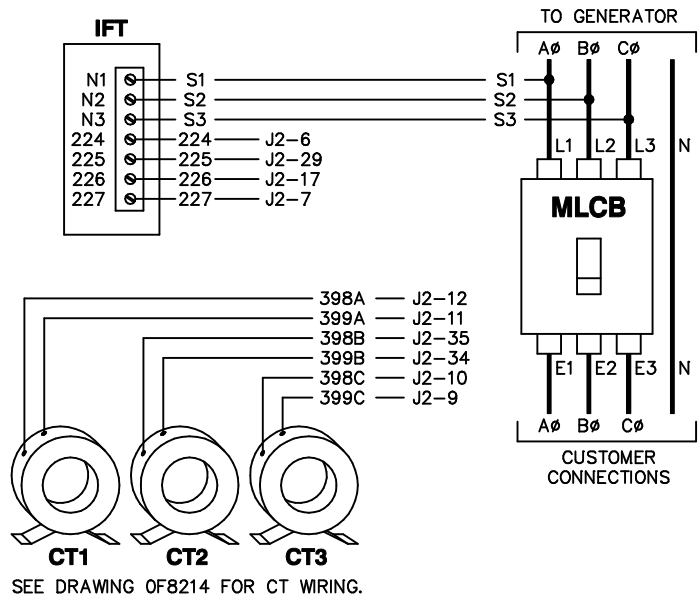 TO GENERATOR
IFT
AØ BØ CØ
N1 S1 S1
N2 S2 S2
N3 S3 S3
224 224 J2-6
225 225 J2-29
226 226 J2-17
227 227 J2-7
L1 L2 L3 N
MLCB
398A J2-12
399A J2-11
398B J2-35
399B J2-34
398C J2-10
399C J2-9
E1 E2 E3 N
AØ BØ CØ
CUSTOMER
CONNECTIONS
CT1 CT2 CT3
SEE DRAWING 0F8214 FOR CT WIRING.